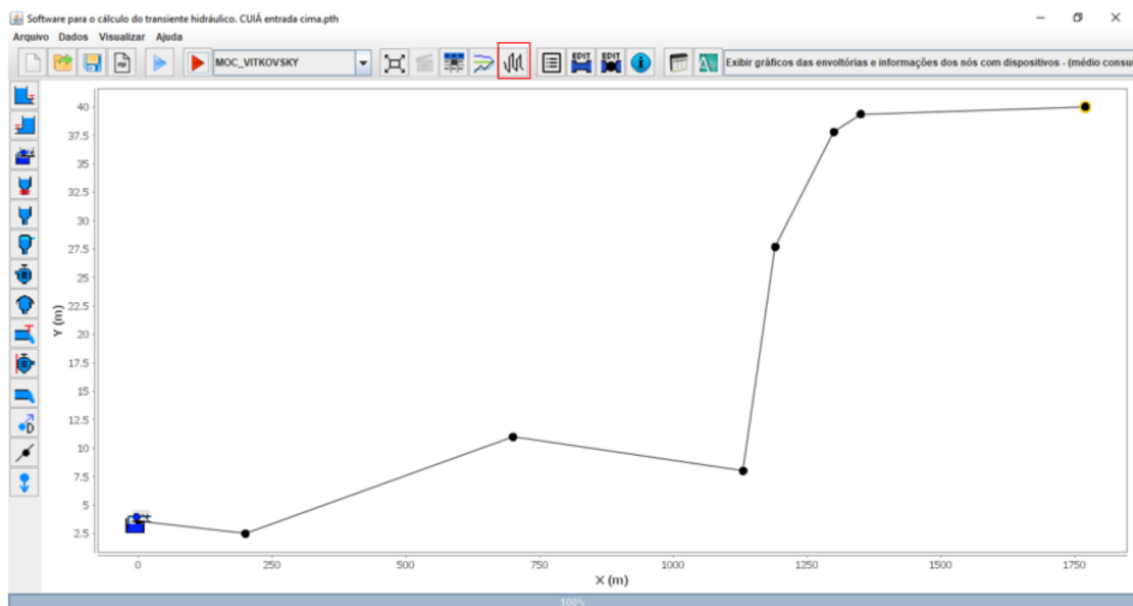 Software para o cálculo do transiente hidráulico. CUIÁ entrada cima.pth
Arquivo Dados Visualizar Ajuda
PDF MOC_VITKOVSKY EDIT EDIT Exibir gráficos das envoltórias e informações dos nós com dispositivos - (médio consu
40
37.5
35
32.5
30
27.5
25
22.5
20
17.5
15
12.5
10
7.5
5
2.5
Y (m)
D
0 250 500 750 1000 1250 1500 1750
X (m)
100%